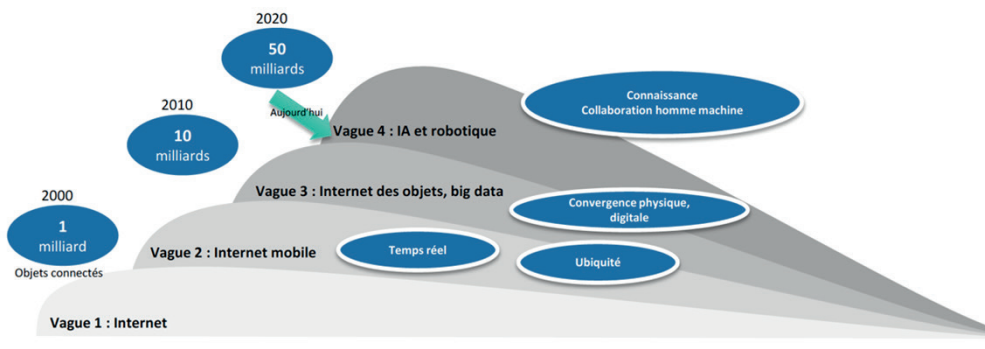 2020
50
milliards
Aujourd'hui
2010
10
milliards
2000
1
milliard
Objets connectés
Connaissance
Collaboration homme machine
Vague 4 : IA et robotique
Vague 3 : Internet des objets, big data
Convergence physique,
digitale
Vague 2 : Internet mobile
Temps réel
Ubiquité
Vague 1 : Internet